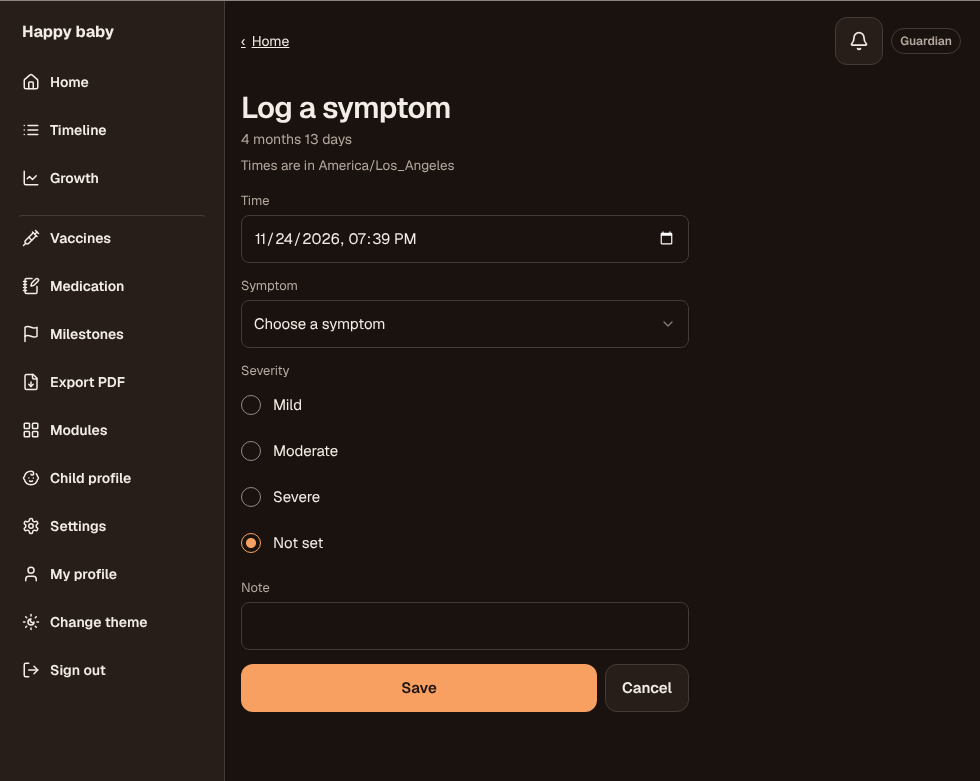 Happy baby
Home
Timeline
Growth
Vaccines
Medication
Milestones
Export PDF
Modules
Child profile
Settings
My profile
Change theme
Sign out
‹ Home
Guardian
Log a symptom
4 months 13 days
Times are in America/Los_Angeles
Time
11/24/2026, 07:39 PM
Symptom
Choose a symptom
Severity
Mild
Moderate
Severe
Not set
Note
Save
Cancel